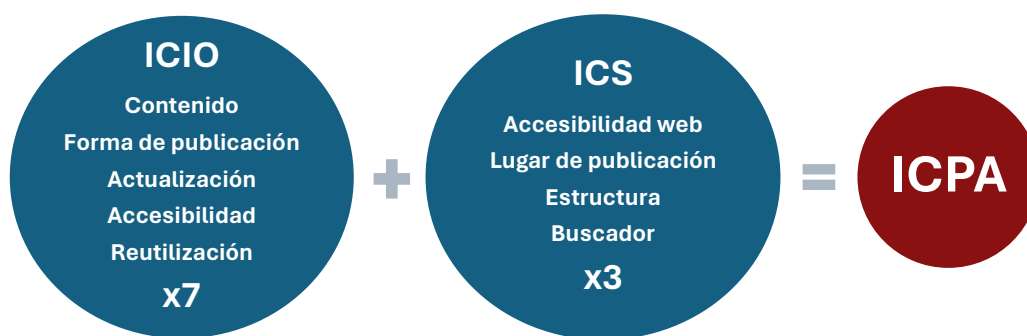 ICIO
Contenido
Forma de publicación
Actualización
Accesibilidad
Reutilización
x7
+
ICS
Accesibilidad web
Lugar de publicación
Estructura
Buscador
x3
=
ICPA